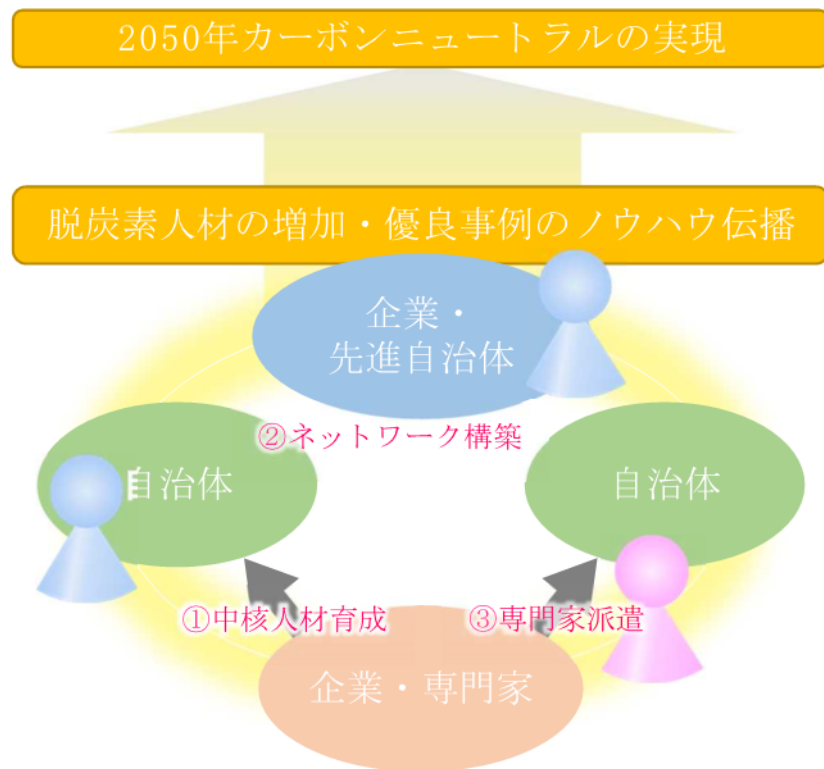 2050年カーボンニュートラルの実現
脱炭素人材の増加・優良事例のノウハウ伝播
企業・
先進自治体
②ネットワーク構築
自治体
自治体
①中核人材育成
③専門家派遣
企業・専門家